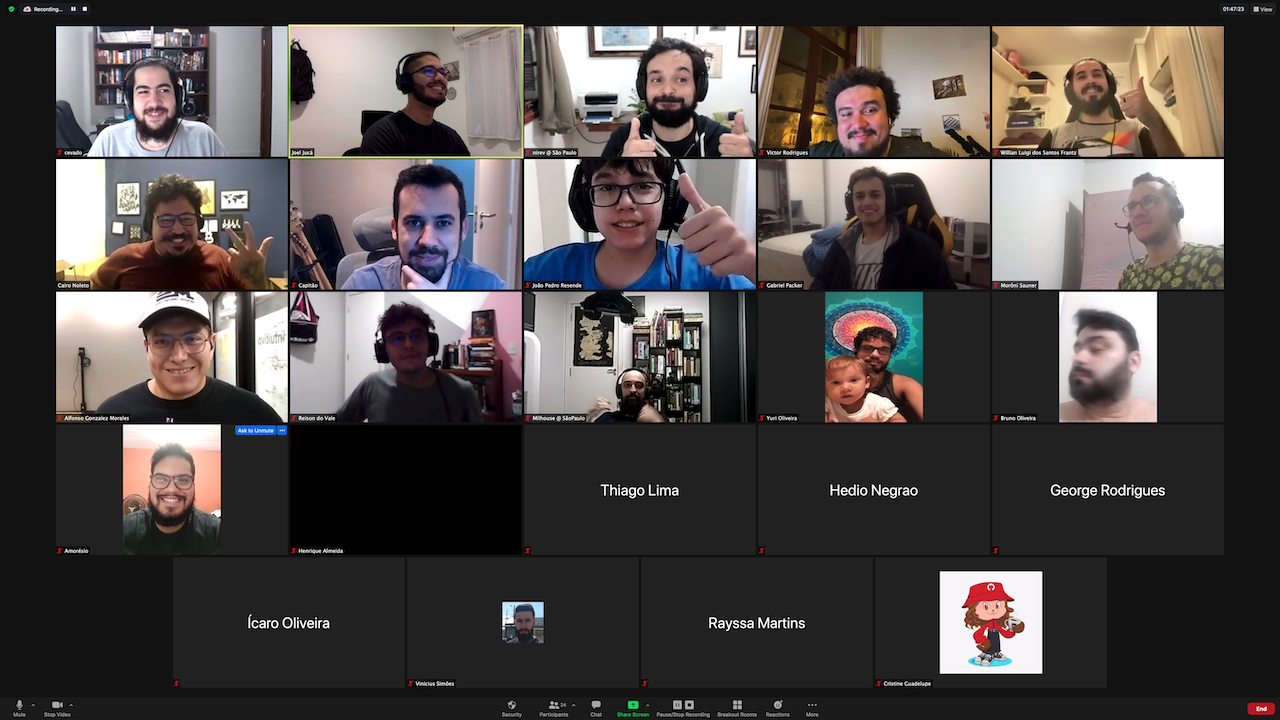 Recording...
01:47:23
View
cevado
Joel Jucá
nirev @ São Paulo
Victor Rodrigues
Willian Luigi dos Santos Frantz
Cairo Noleto
Capitão
João Pedro Resende
Gabriel Packer
Morôni Sauner
Alfonso Gonzalez Morales
Reison do Vale
Milhouse @ SãoPaulo
Yuri Oliveira
Bruno Oliveira
Ask to Unmute
Amorésio
Henrique Almeida
Thiago Lima
Hedio Negrao
George Rodrigues
Ícaro Oliveira
Vinicius Simões
Rayssa Martins
Cristine Guadelupe
Mute
Stop Video
Security
Participants
24
Chat
Share Screen
Pause/Stop Recording
Breakout Rooms
Reactions
More
End